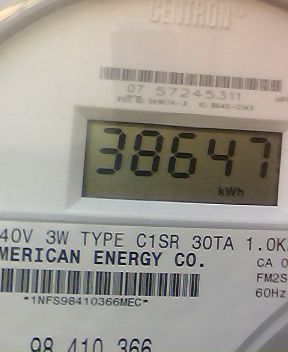 CENTRON®
07 57245311
38647
kWh
40V 3W TYPE C1SR 30TA 1.0K
MERICAN ENERGY CO.
CA 0
FM2S
60Hz
*1NFS98410366MEC*
98 410 366